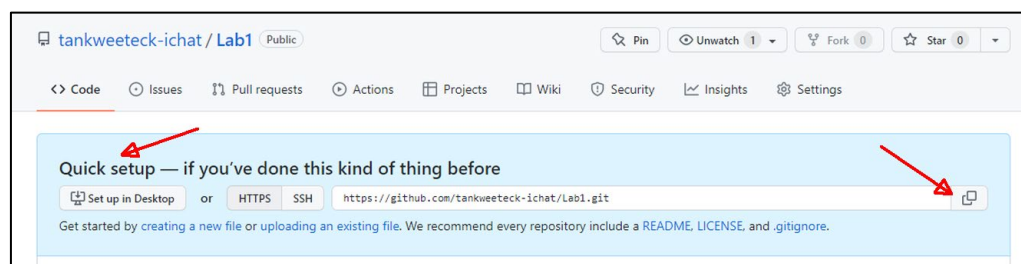 tankweeteck-ichat / Lab1 Public Pin Unwatch 1 Fork 0 Star 0
<> Code Issues Pull requests Actions Projects Wiki Security Insights Settings
Quick setup — if you've done this kind of thing before
Set up in Desktop or HTTPS SSH https://github.com/tankweeteck-ichat/Lab1.git
Get started by creating a new file or uploading an existing file. We recommend every repository include a README, LICENSE, and .gitignore.